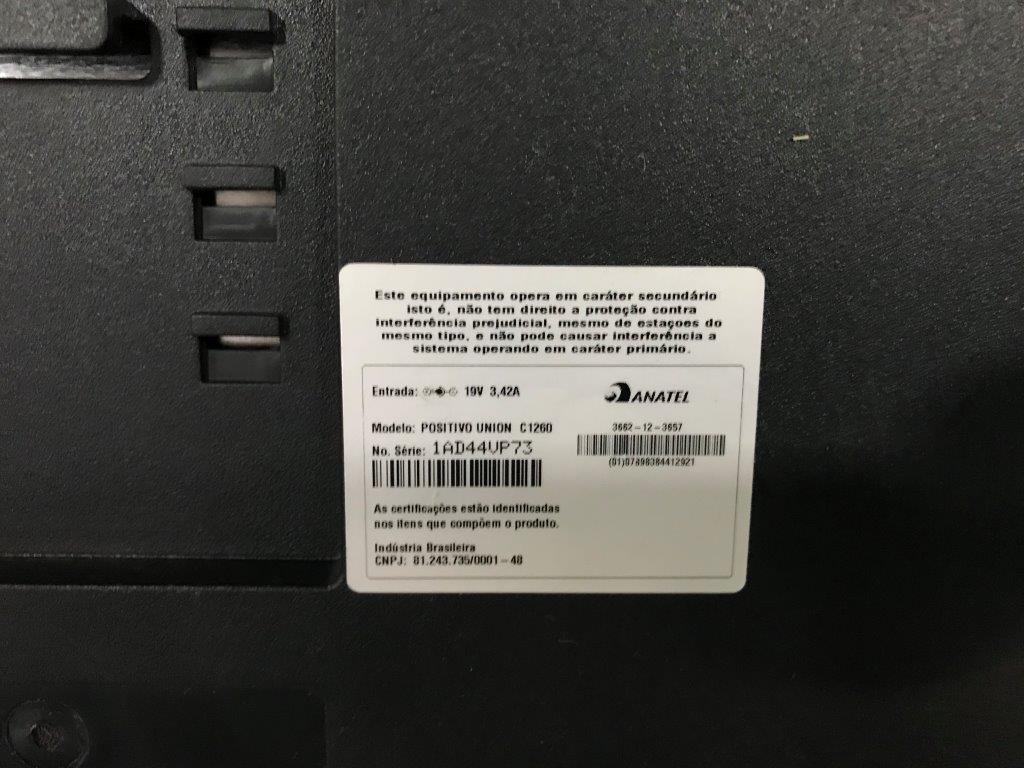 Este equipamento opera em caráter secundário
isto é, não tem direito a proteção contra
interferência prejudicial, mesmo de estaçoes do
mesmo tipo, e não pode causar interferência a
sistema operando em caráter primário.
Entrada: 19V 3,42A
ANATEL
Modelo: POSITIVO UNION C1260
3662-12-3657
No. Série: 1AD44VP73
(01)07898384412921
As certificações estão identificadas
nos itens que compõem o produto.
Indústria Brasileira
CNPJ: 81.243.735/0001-48